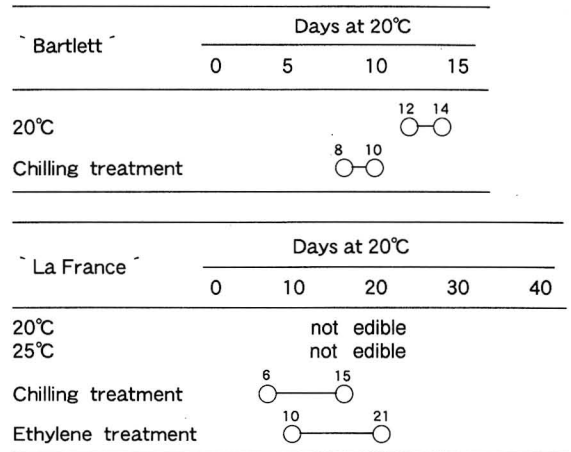 Days at 20℃
` Bartlett ´
0 5 10 15
12 14
20℃
8 10
Chilling treatment
Days at 20℃
` La France ´
0 10 20 30 40
20℃ not edible
25℃ not edible
6 15
Chilling treatment
10 21
Ethylene treatment